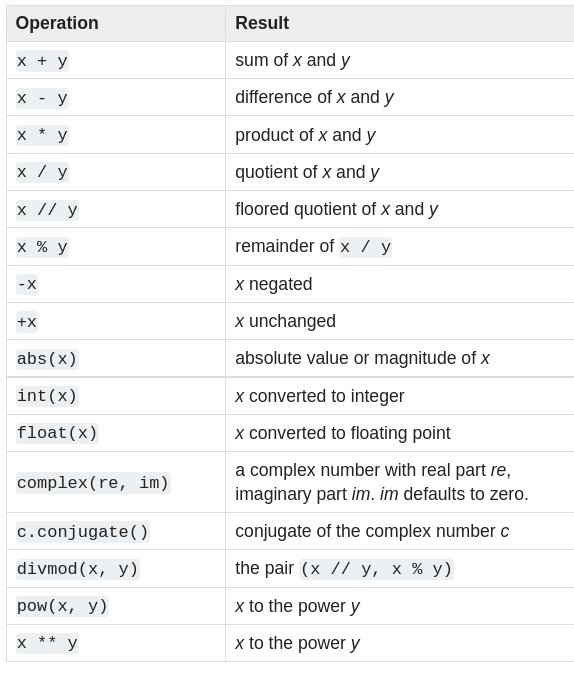 Operation Result
x + y sum of x and y
x - y difference of x and y
x * y product of x and y
x / y quotient of x and y
x // y floored quotient of x and y
x % y remainder of x / y
-x x negated
+x x unchanged
abs(x) absolute value or magnitude of x
int(x) x converted to integer
float(x) x converted to floating point
complex(re, im) a complex number with real part re,
imaginary part im. im defaults to zero.
c.conjugate() conjugate of the complex number c
divmod(x, y) the pair (x // y, x % y)
pow(x, y) x to the power y
x ** y x to the power y